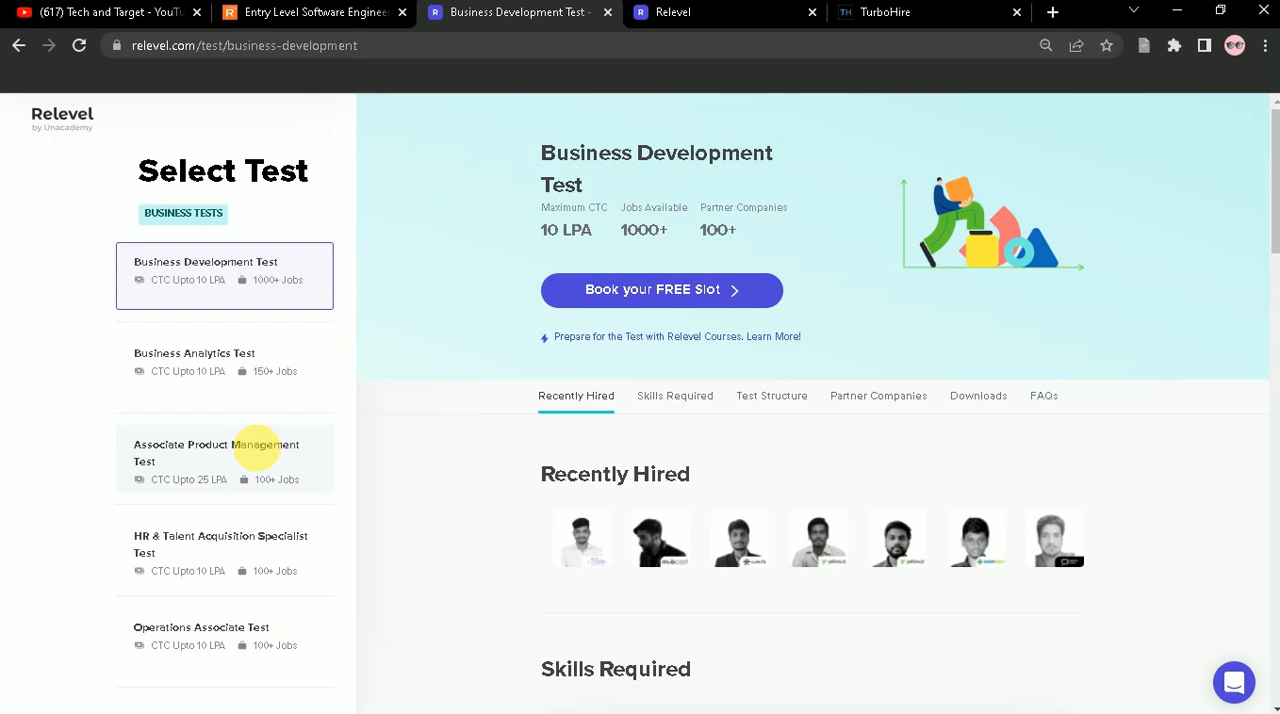 (617) Tech and Target - YouTu
Entry Level Software Enginee
Business Development Test -
Relevel
TurboHire
relevel.com/test/business-development
Relevel
by Unacademy
Select Test
BUSINESS TESTS
Business Development Test
CTC Upto 10 LPA 1000+ Jobs
Business Analytics Test
CTC Upto 10 LPA 150+ Jobs
Associate Product Management
Test
CTC Upto 25 LPA 100+ Jobs
HR & Talent Acquisition Specialist
Test
CTC Upto 10 LPA 100+ Jobs
Operations Associate Test
CTC Upto 10 LPA 100+ Jobs
Business Development
Test
Maximum CTC Jobs Available Partner Companies
10 LPA 1000+ 100+
Book your FREE Slot
Prepare for the Test with Relevel Courses. Learn More!
Recently Hired Skills Required Test Structure Partner Companies Downloads FAQs
Recently Hired
Skills Required